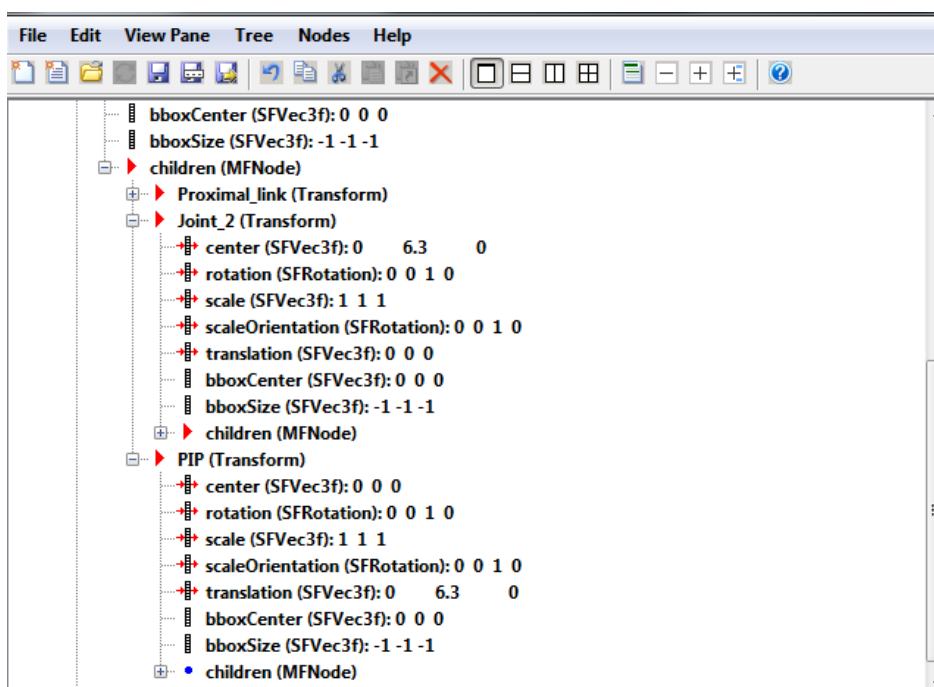 File Edit View Pane Tree Nodes Help
bboxCenter (SFVec3f): 0 0 0
bboxSize (SFVec3f): -1 -1 -1
children (MFNode)
Proximal_link (Transform)
Joint_2 (Transform)
center (SFVec3f): 0 6.3 0
rotation (SFRotation): 0 0 1 0
scale (SFVec3f): 1 1 1
scaleOrientation (SFRotation): 0 0 1 0
translation (SFVec3f): 0 0 0
bboxCenter (SFVec3f): 0 0 0
bboxSize (SFVec3f): -1 -1 -1
children (MFNode)
PIP (Transform)
center (SFVec3f): 0 0 0
rotation (SFRotation): 0 0 1 0
scale (SFVec3f): 1 1 1
scaleOrientation (SFRotation): 0 0 1 0
translation (SFVec3f): 0 6.3 0
bboxCenter (SFVec3f): 0 0 0
bboxSize (SFVec3f): -1 -1 -1
children (MFNode)